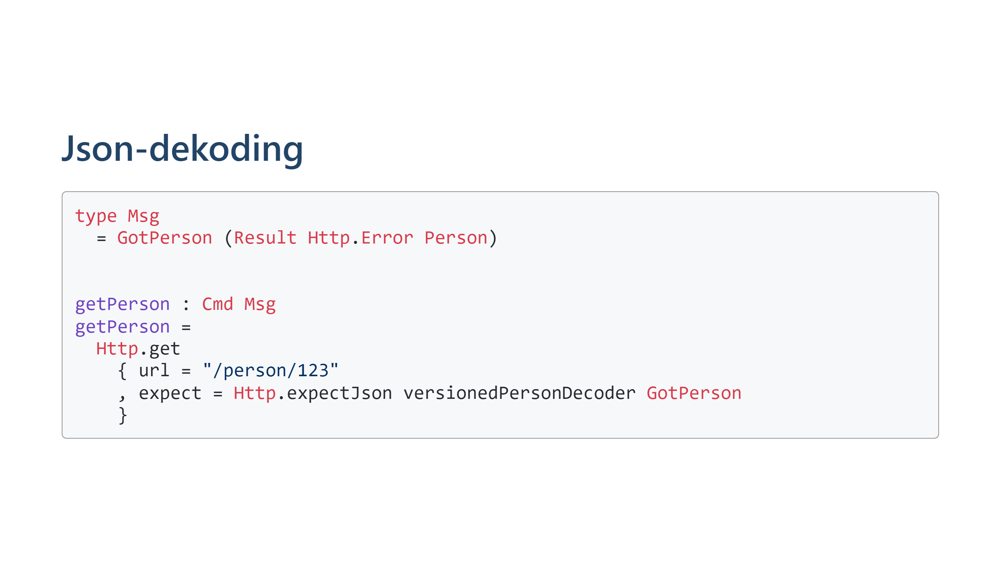 Json-dekoding
type Msg
  = GotPerson (Result Http.Error Person)
getPerson : Cmd Msg
getPerson =
  Http.get
    { url = "/person/123"
    , expect = Http.expectJson versionedPersonDecoder GotPerson
    }